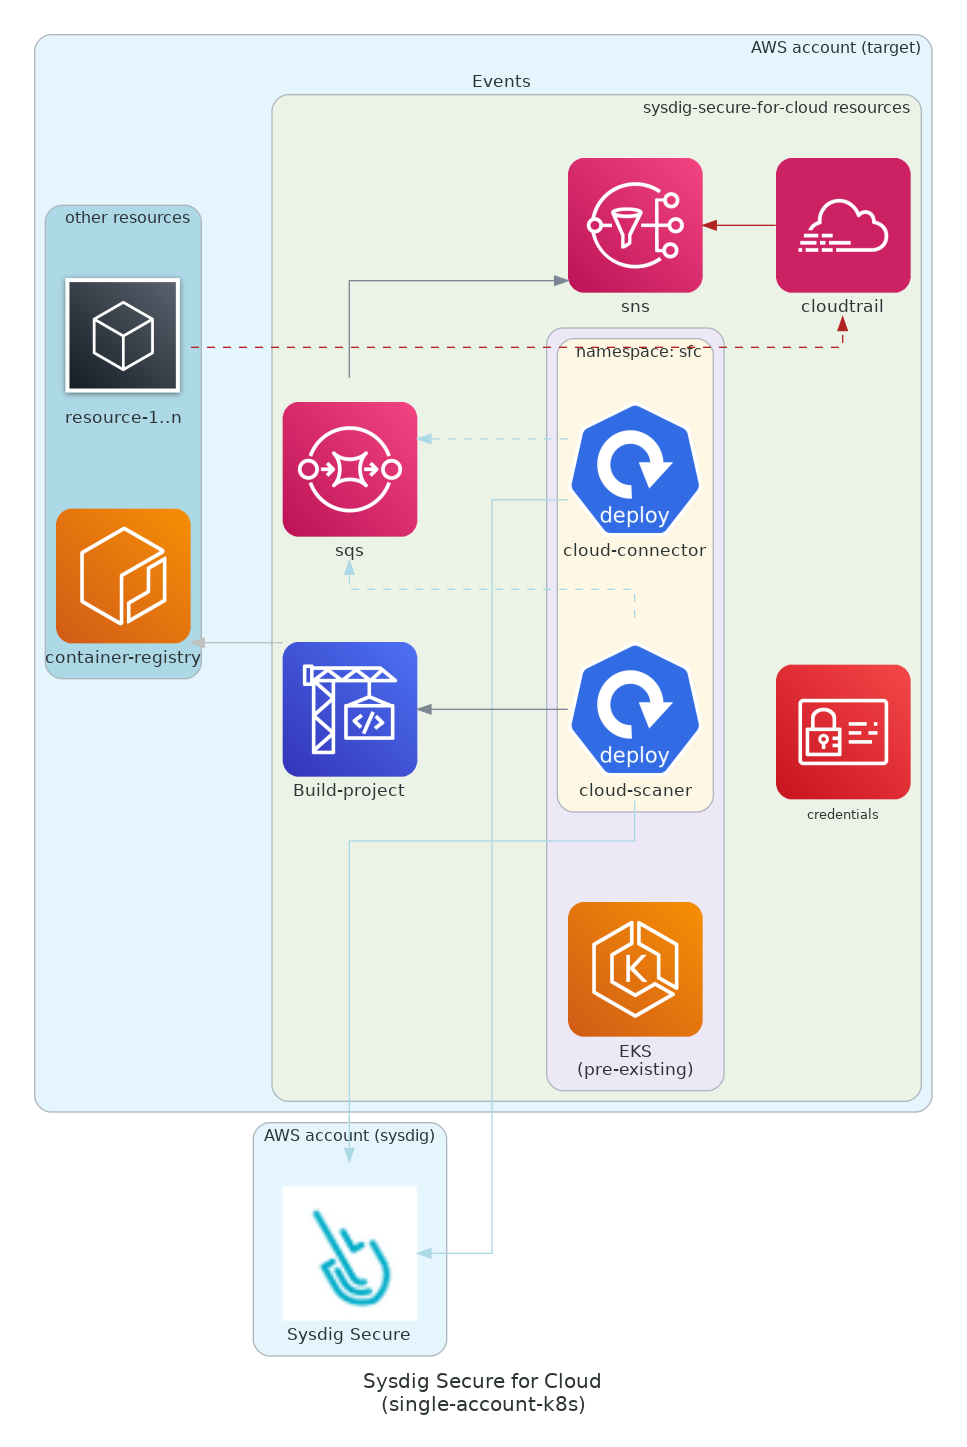 AWS account (target)
Events
sysdig-secure-for-cloud resources
other resources
sns
cloudtrail
namespace: sfc
resource-1..n
deploy
sqs
cloud-connector
container-registry
deploy
Build-project
cloud-scaner
credentials
K
EKS
(pre-existing)
AWS account (sysdig)
Sysdig Secure
Sysdig Secure for Cloud
(single-account-k8s)